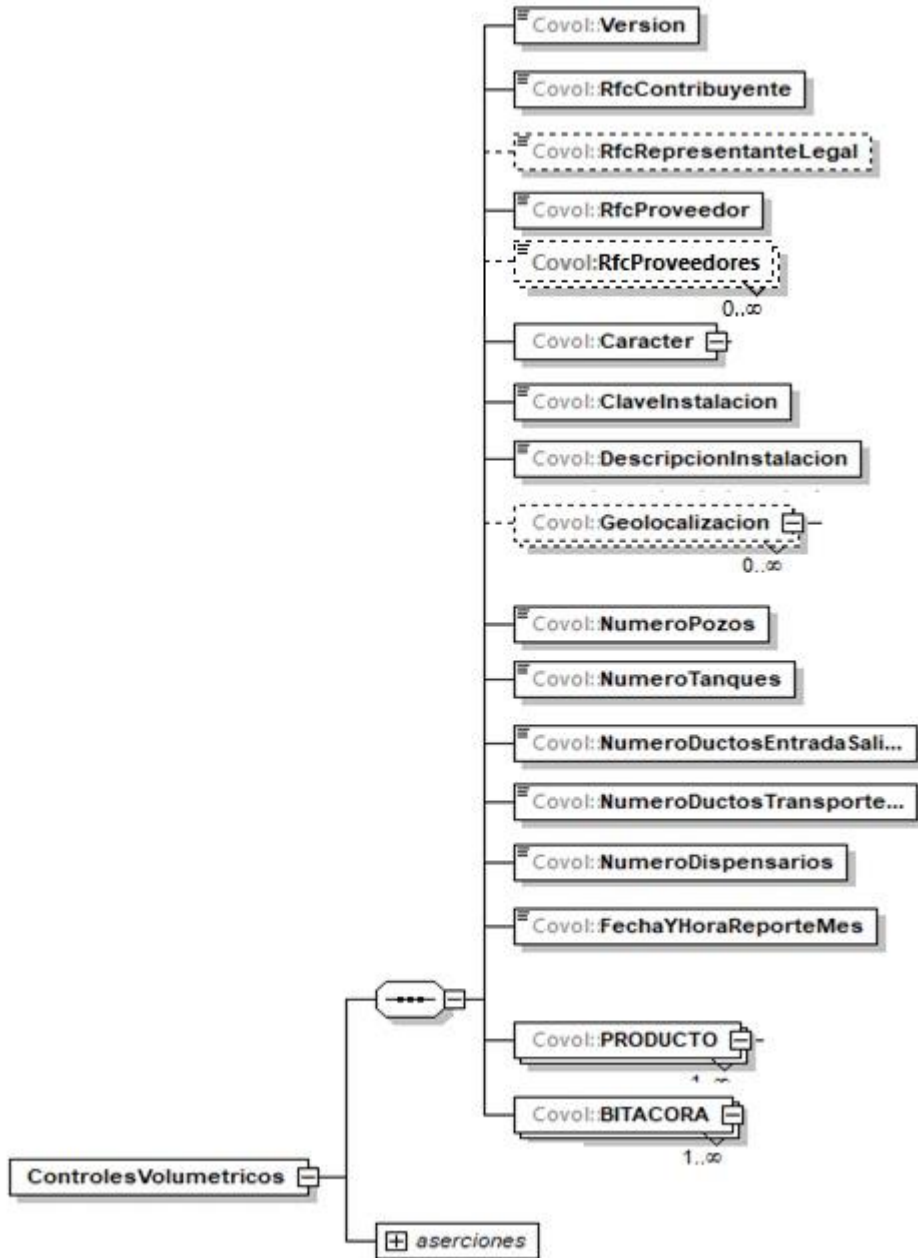 Covol::Version
Covol::RfcContribuyente
Covol::RfcRepresentanteLegal
Covol::RfcProveedor
Covol:RfcProveedores
0..∞
Covol::Caracter
Covol::ClaveInstalacion
Covol::DescripcionInstalacion
Covol::Geolocalizacion
0..∞
Covol::NumeroPozos
Covol::NumeroTanques
Covol::NumeroDuctosEntradaSali...
Covol::NumeroDuctosTransporte...
Covol::NumeroDispensarios
Covol::FechaYHoraReporteMes
Covol::PRODUCTO
1..∞
Covol::BITACORA
1..∞
ControlesVolumetricos
aserciones